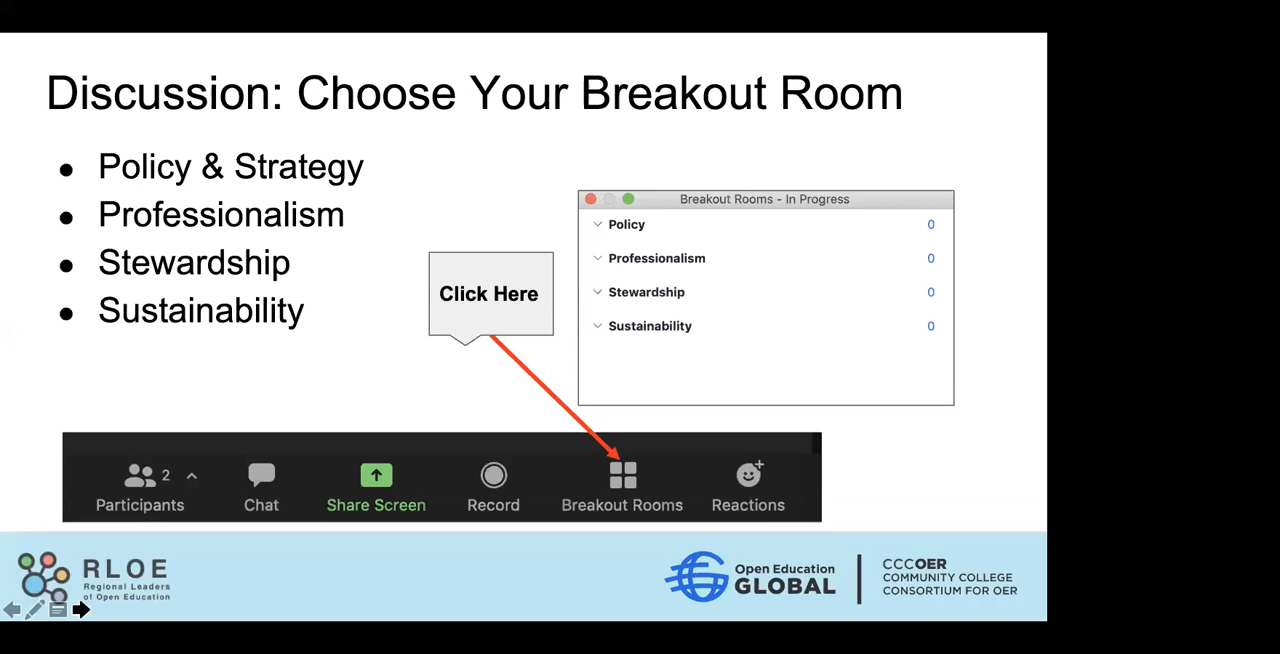 Discussion: Choose Your Breakout Room
● Policy & Strategy
● Professionalism
● Stewardship
● Sustainability
Breakout Rooms - In Progress
Policy 0
Professionalism 0
Stewardship 0
Sustainability 0
Click Here
2
Participants
Chat
Share Screen
Record
Breakout Rooms
Reactions
RLOE
Regional Leaders
of Open Education
Open Education
GLOBAL
CCCOER
COMMUNITY COLLEGE
CONSORTIUM FOR OER